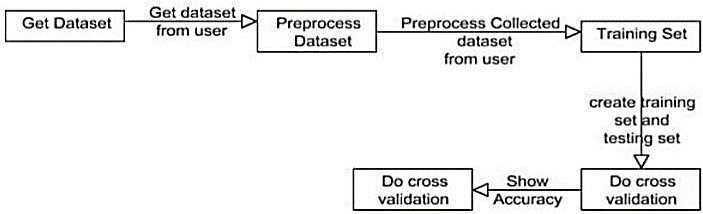 Get Dataset
Get dataset
from user
Preprocess
Dataset
Preprocess Collected
dataset
from user
Training Set
create training
set and
testing set
Do cross
validation
Show
Accuracy
Do cross
validation